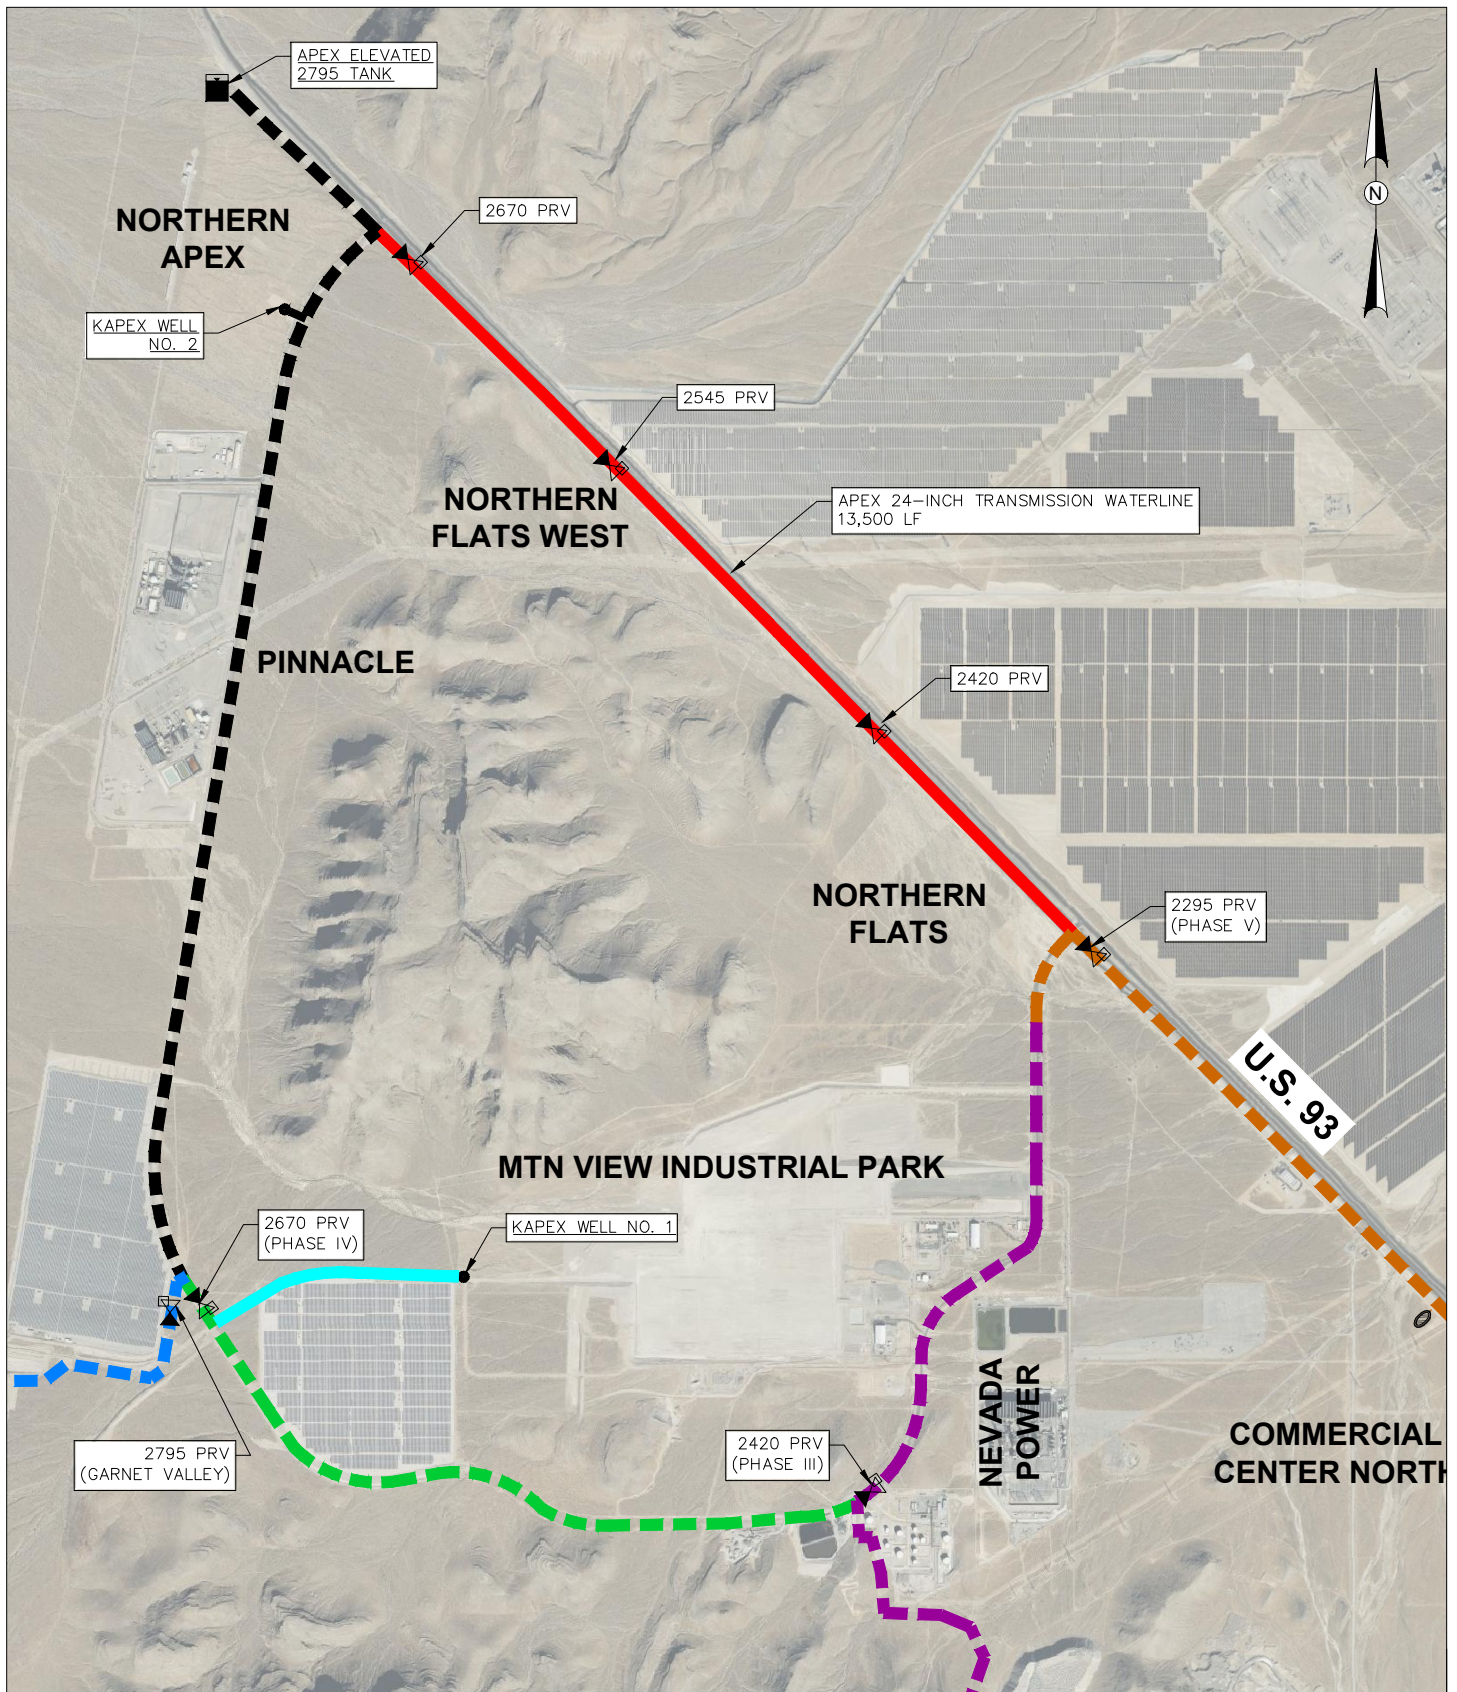 APEX ELEVATED
2795 TANK
N
2670 PRV
NORTHERN
APEX
KAPEX WELL
NO. 2
2545 PRV
NORTHERN
FLATS WEST
APEX 24-INCH TRANSMISSION WATERLINE
13,500 LF
PINNACLE
2420 PRV
NORTHERN
FLATS
2295 PRV
(PHASE V)
U.S. 93
MTN VIEW INDUSTRIAL PARK
2670 PRV
(PHASE IV)
KAPEX WELL NO. 1
NEVADA
POWER
2795 PRV
(GARNET VALLEY)
2420 PRV
(PHASE III)
COMMERCIAL
CENTER NORTH